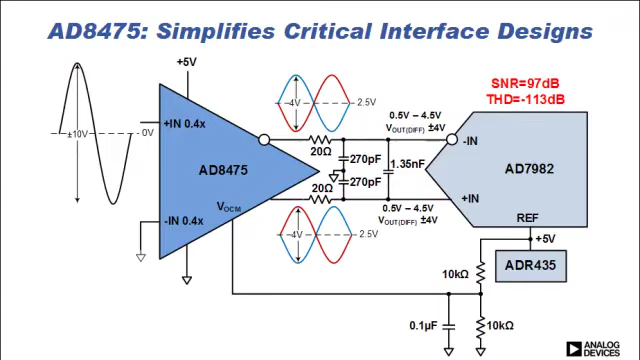 AD8475: Simplifies Critical Interface Designs
+5V
SNR=97dB
THD=-113dB
4V
2.5V
0.5V – 4.5V
VOUT(DIFF) ±4V
+IN 0.4x
0V
±10V
-IN
20Ω
270pF
1.35nF
AD8475
AD7982
270pF
20Ω
+IN
0.5V – 4.5V
VOUT(DIFF) ±4V
VOCM
-IN 0.4x
4V
2.5V
REF
+5V
ADR435
10kΩ
0.1µF
10kΩ
ANALOG
DEVICES